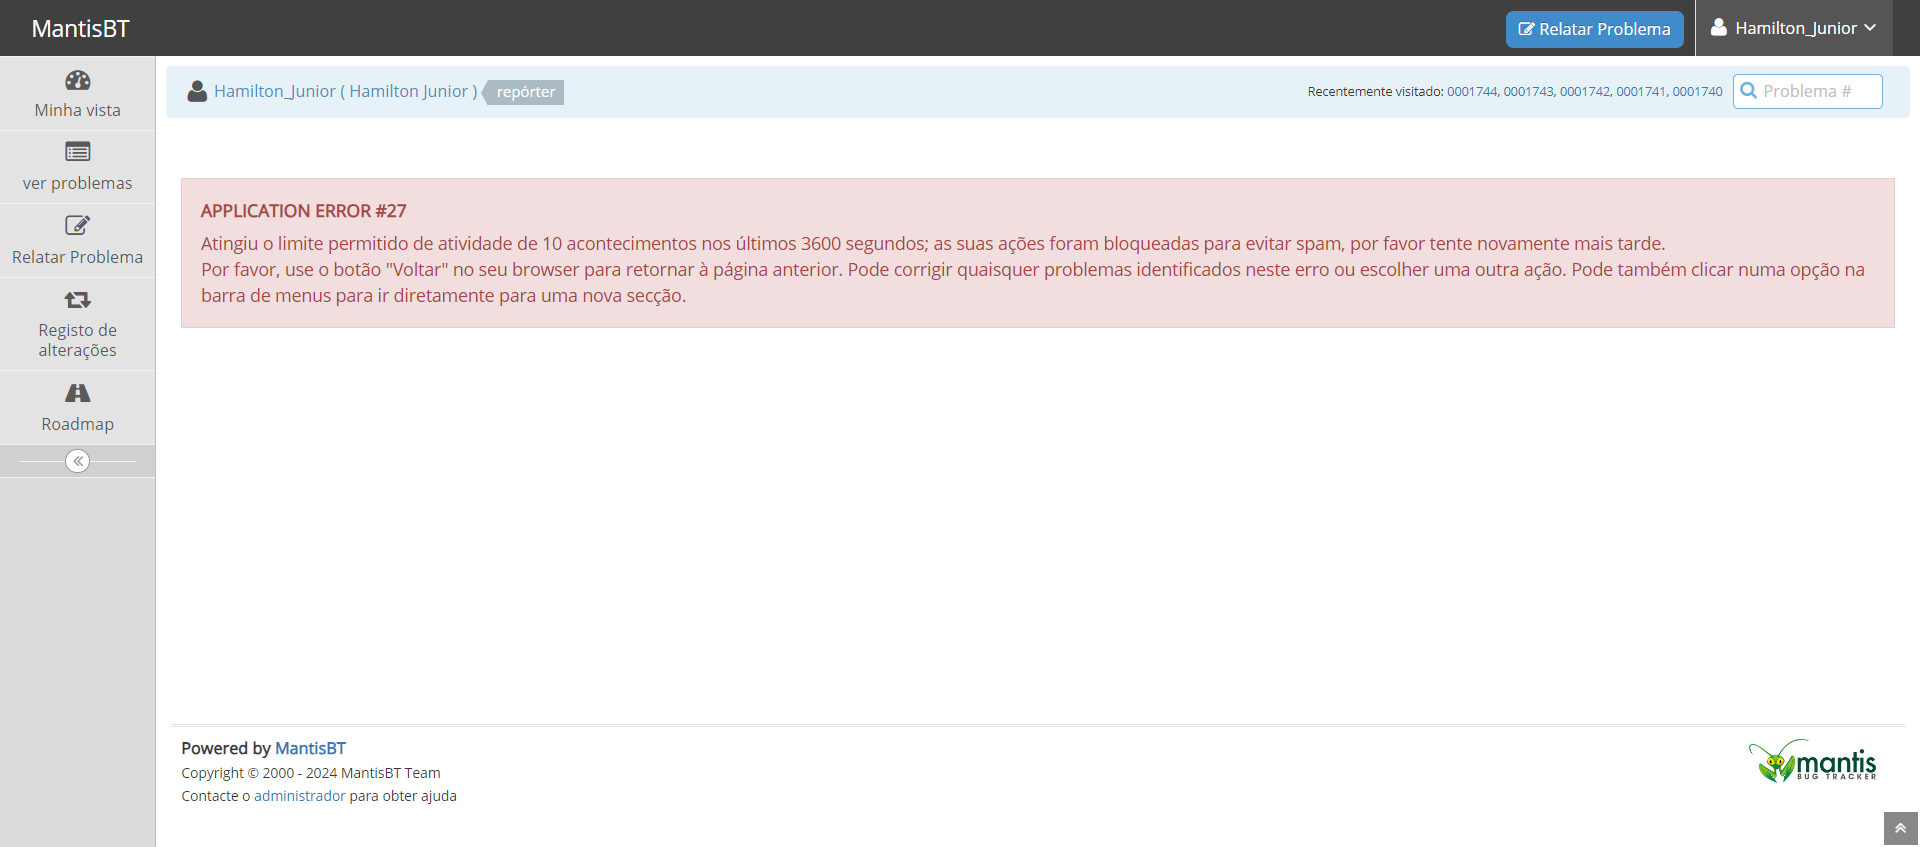 MantisBT
Relatar Problema
Hamilton_Junior
Minha vista
ver problemas
Relatar Problema
Registo de
alterações
Roadmap
Hamilton_Junior ( Hamilton Junior ) repórter
Recentemente visitado: 0001744, 0001743, 0001742, 0001741, 0001740
Problema #
APPLICATION ERROR #27
Atingiu o limite permitido de atividade de 10 acontecimentos nos últimos 3600 segundos; as suas ações foram bloqueadas para evitar spam, por favor tente novamente mais tarde.
Por favor, use o botão "Voltar" no seu browser para retornar à página anterior. Pode corrigir quaisquer problemas identificados neste erro ou escolher uma outra ação. Pode também clicar numa opção na
barra de menus para ir diretamente para uma nova secção.
Powered by MantisBT
Copyright © 2000 - 2024 MantisBT Team
Contacte o administrador para obter ajuda
mantis
BUG TRACKER